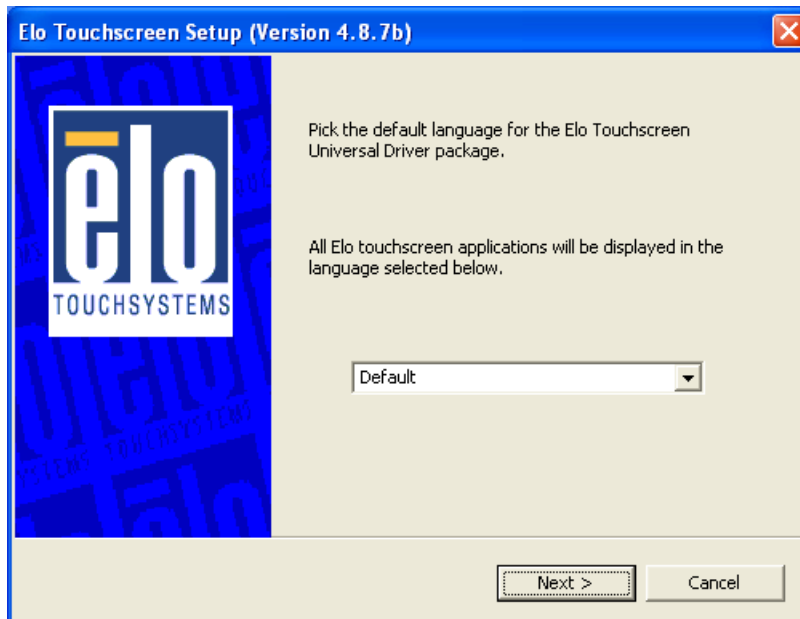 Elo Touchscreen Setup (Version 4.8.7b)
ēlo
TOUCHSYSTEMS
Pick the default language for the Elo Touchscreen
Universal Driver package.
All Elo touchscreen applications will be displayed in the
language selected below.
Default
Next >
Cancel